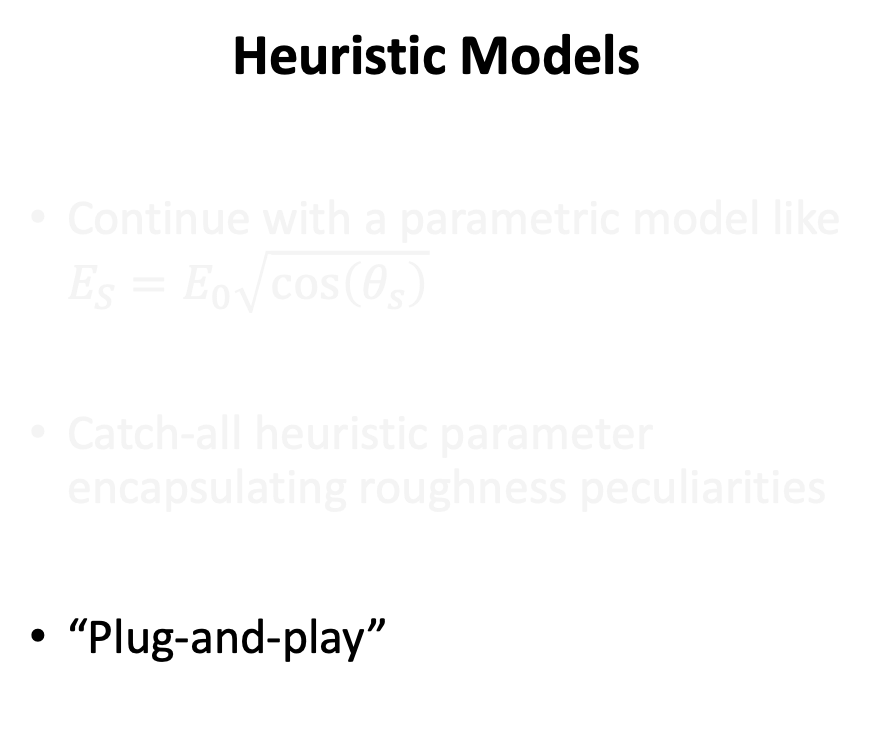 Heuristic Models
• Continue with a parametric model like
𝐸_𝑆 = 𝐸_0√cos(𝜃_𝑠)
• Catch-all heuristic parameter
encapsulating roughness peculiarities
• “Plug-and-play”